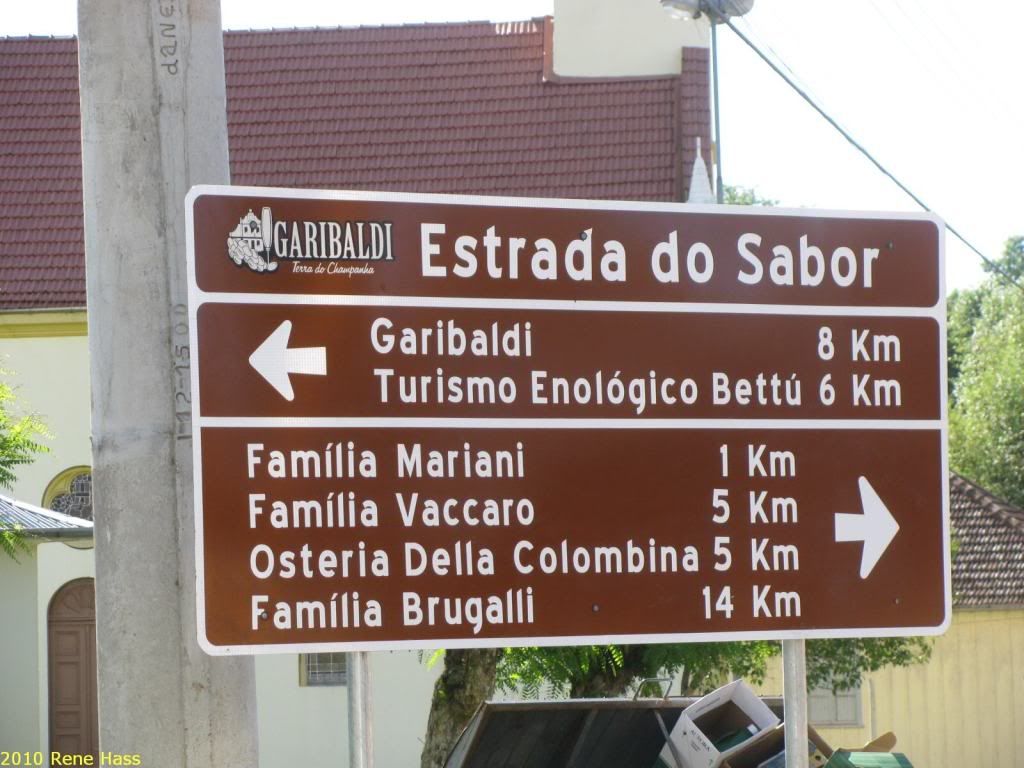 dane
GARIBALDI
Terra do Champanha
Estrada do Sabor
Garibaldi 8 Km
Turismo Enológico Bettú 6 Km
Família Mariani 1 Km
Família Vaccaro 5 Km
Osteria Della Colombina 5 Km
Família Brugalli 14 Km
2010 Rene Hass